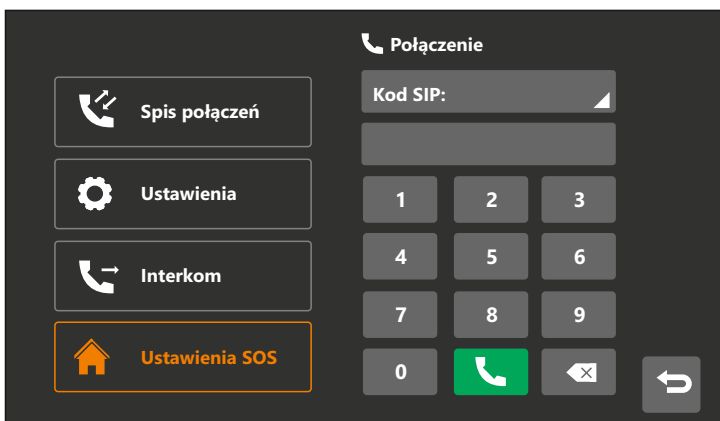 Połączenie
Spis połączeń
Ustawienia
Interkom
Ustawienia SOS
Kod SIP:
1 2 3
4 5 6
7 8 9
0